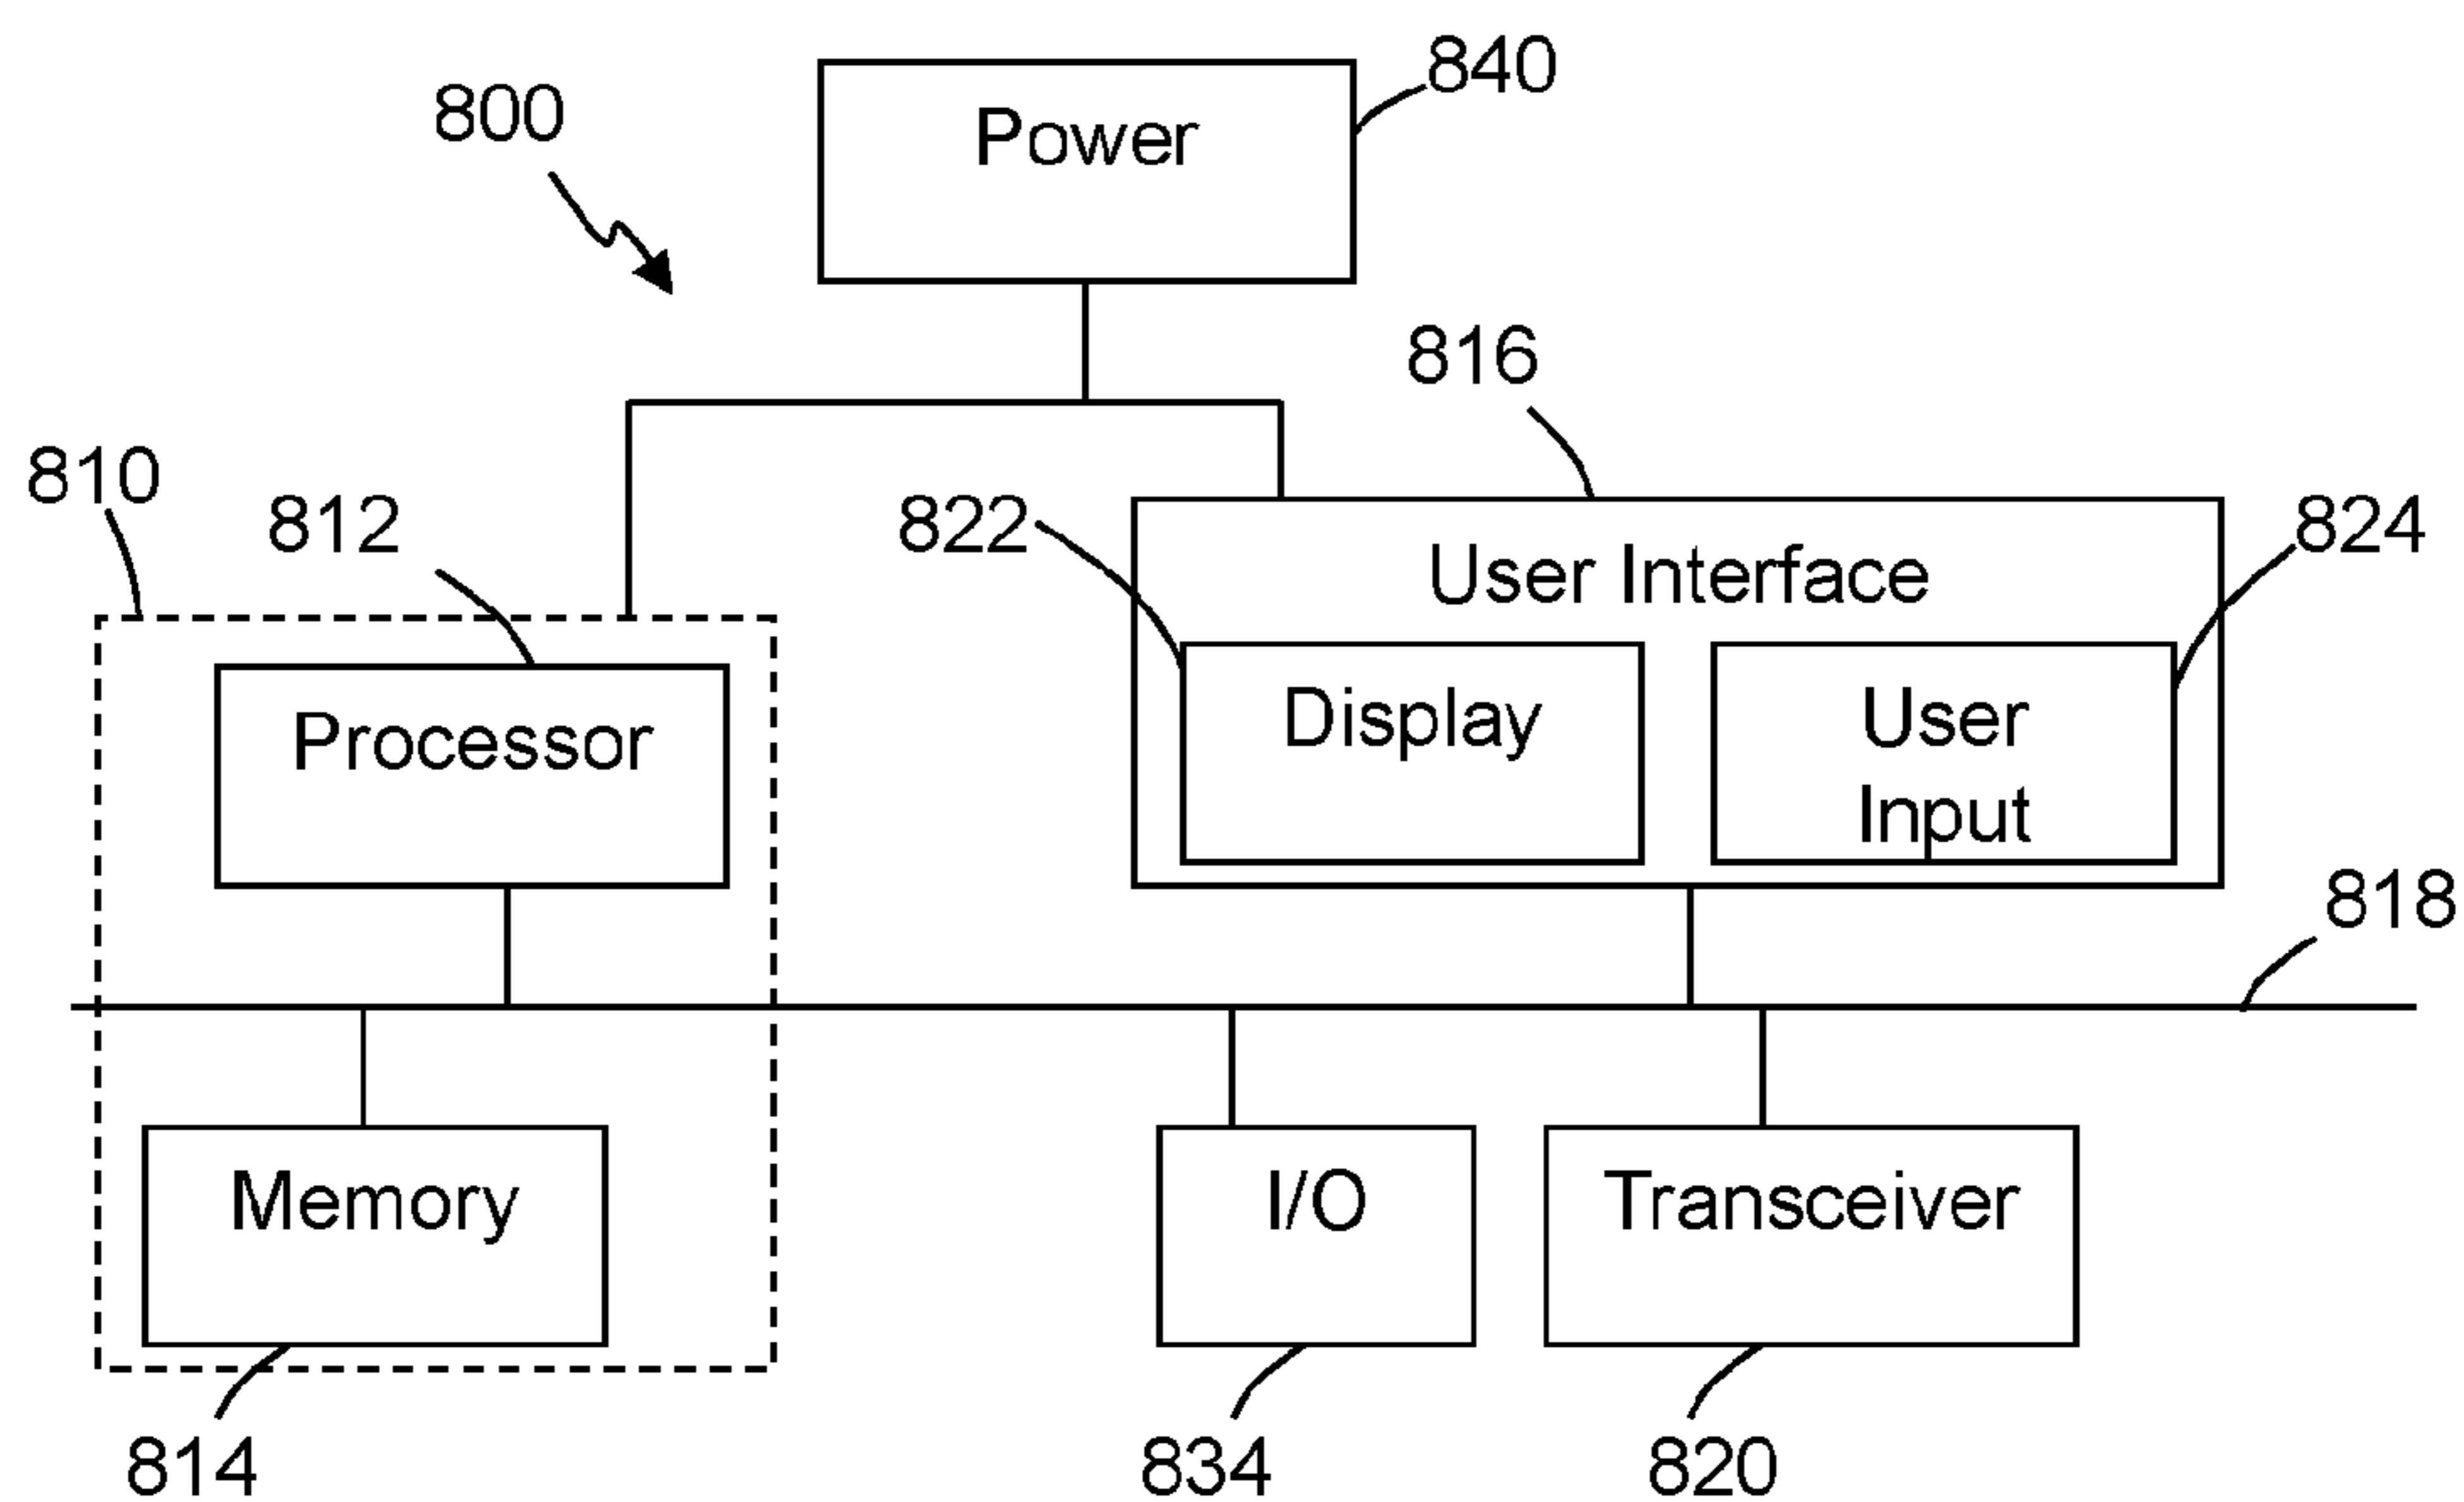 840
800
Power
816
810
812
822
824
User Interface
Processor
Display
User
Input
818
Memory
I/O
Transceiver
814
834
820